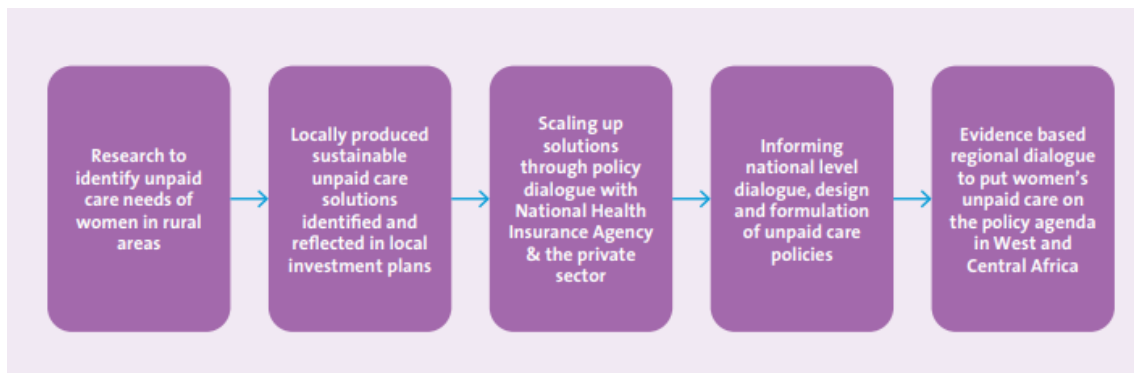 Research to
identify unpaid
care needs of
women in rural
areas
Locally produced
sustainable
unpaid care
solutions
identified and
reflected in local
investment plans
Scaling up
solutions
through policy
dialogue with
National Health
Insurance Agency
& the private
sector
Informing
national level
dialogue, design
and formulation
of unpaid care
policies
Evidence based
regional dialogue
to put women's
unpaid care on
the policy agenda
in West and
Central Africa